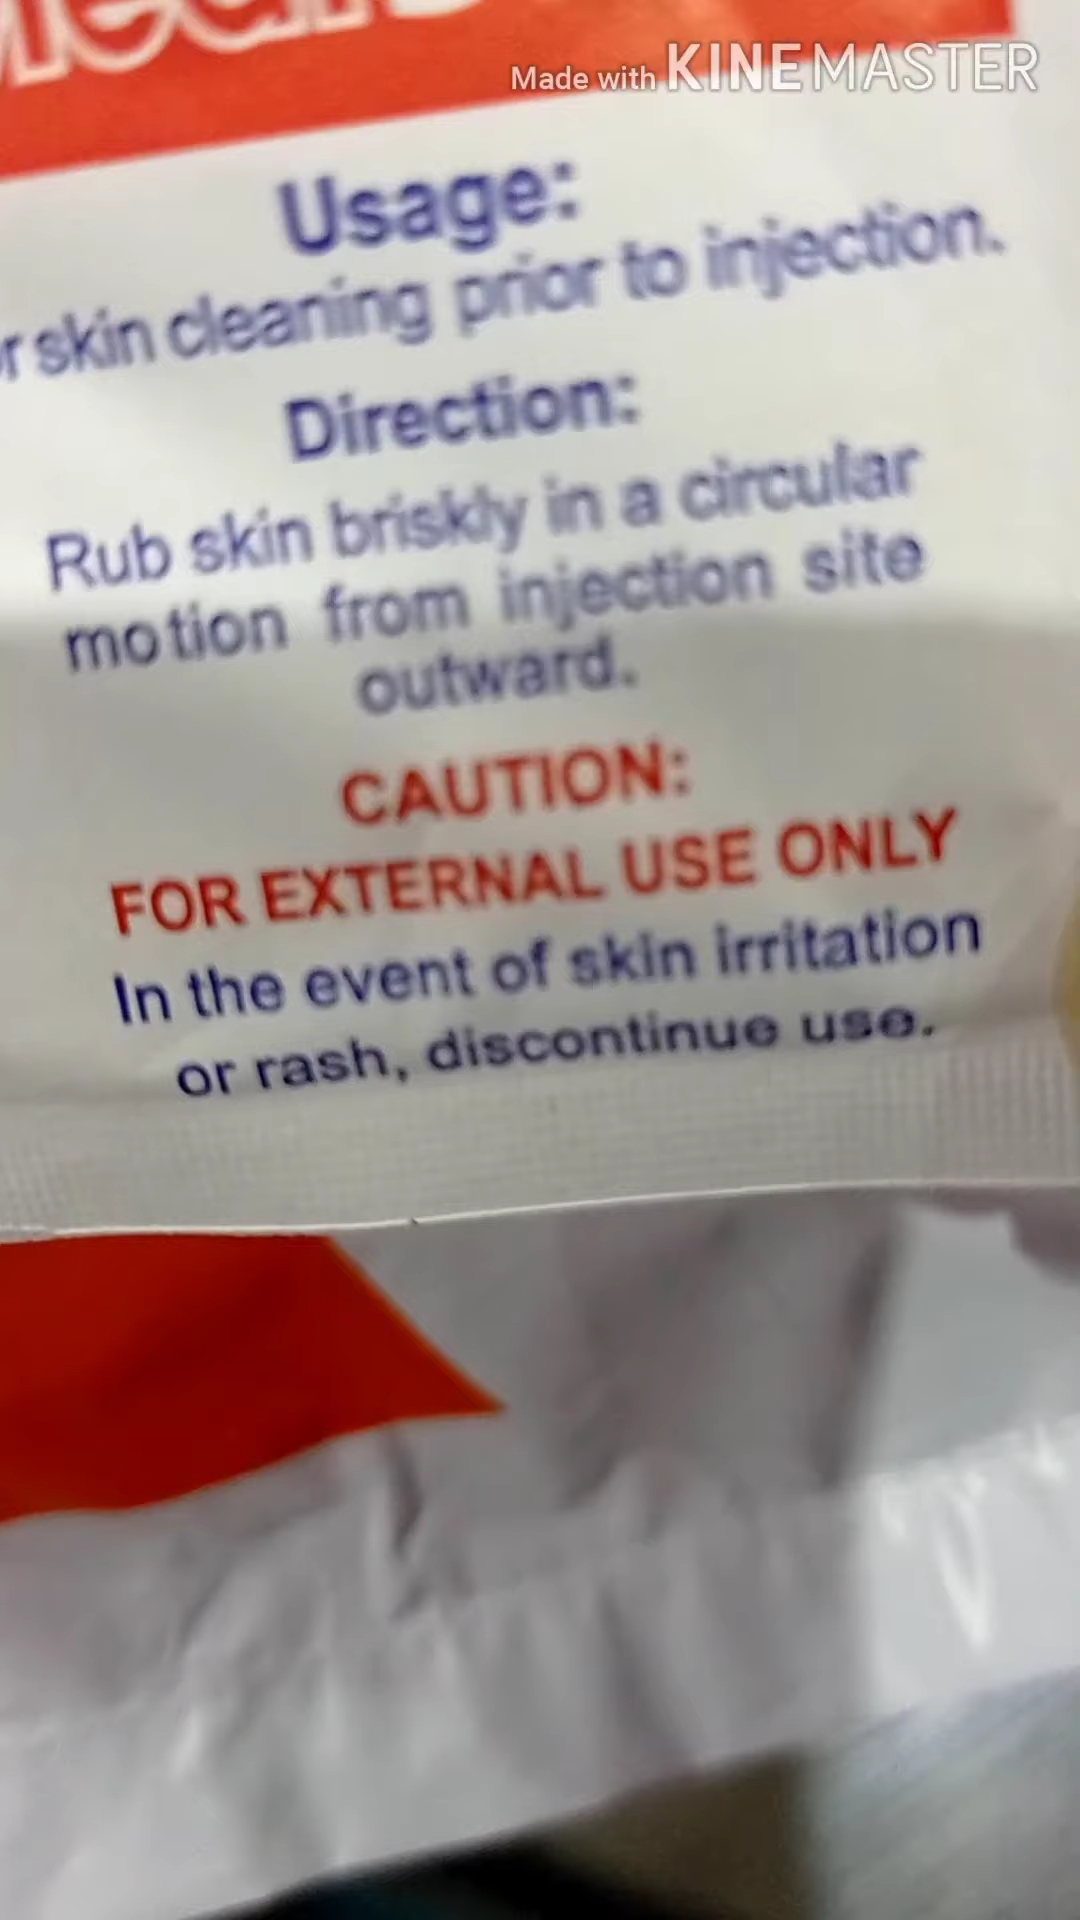 Made with KINEMASTER
Usage:
skin cleaning prior to injection.
Direction:
Rub skin briskly in a circular
motion from injection site
outward.
CAUTION:
FOR EXTERNAL USE ONLY
In the event of skin irritation
or rash, discontinue use.